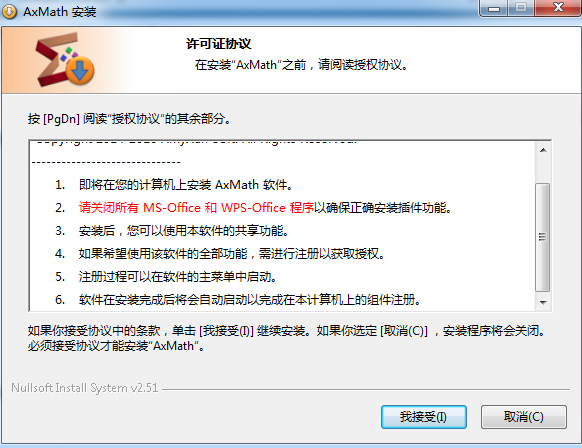 AxMath 安装
许可证协议
在安装“AxMath”之前，请阅读授权协议。
按 [PgDn] 阅读“授权协议”的其余部分。
------------------------------
1. 即将在您的计算机上安装 AxMath 软件。
2. 请关闭所有 MS-Office 和 WPS-Office 程序以确保正确安装插件功能。
3. 安装后，您可以使用本软件的共享功能。
4. 如果希望使用该软件的全部功能，需进行注册以获取授权。
5. 注册过程可以在软件的主菜单中启动。
6. 软件在安装完成后将会自动启动以完成在本计算机上的组件注册。
如果你接受协议中的条款，单击 [我接受(I)] 继续安装。如果你选定 [取消(C)] ，安装程序将会关闭。
必须接受协议才能安装“AxMath”。
Nullsoft Install System v2.51
我接受(I)
取消(C)